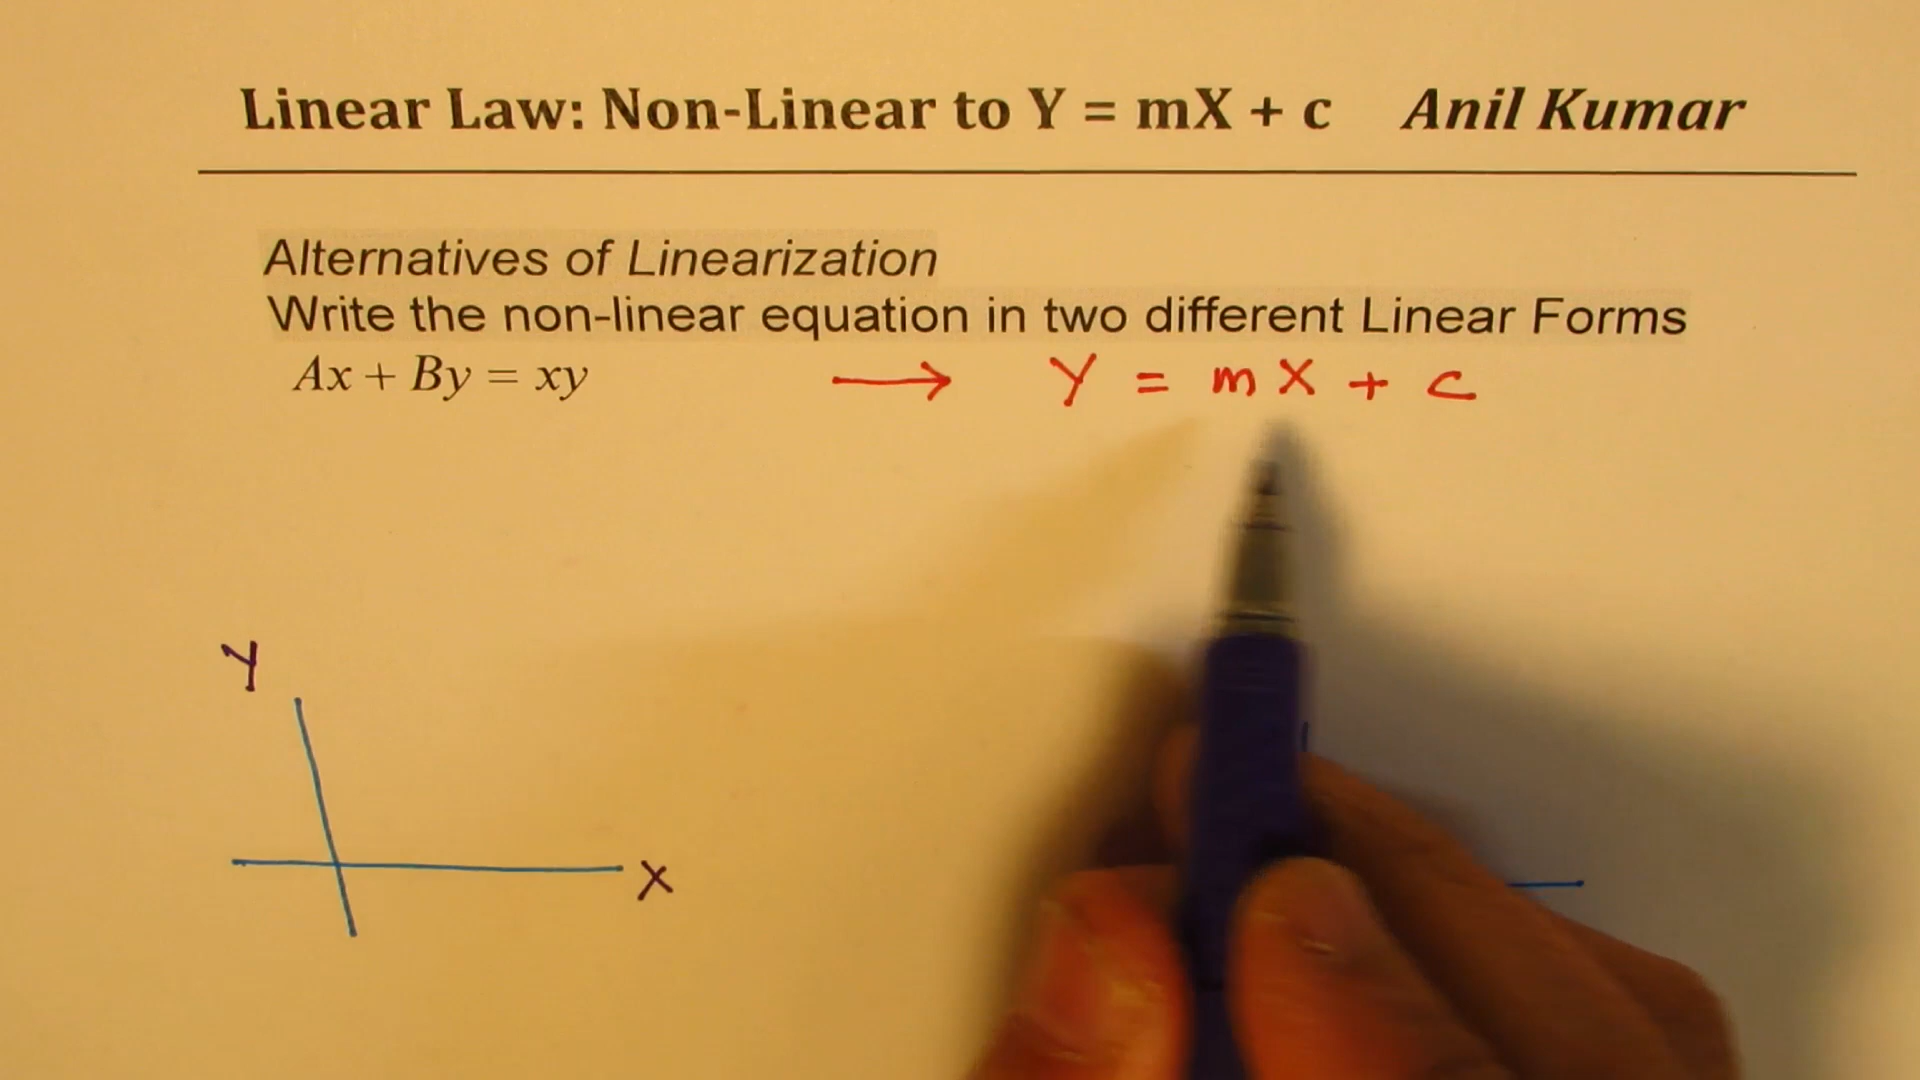 Linear Law: Non-Linear to Y = mX + c Anil Kumar
Alternatives of Linearization
Write the non-linear equation in two different Linear Forms
Ax + By = xy → Y = mX + c
Y
X